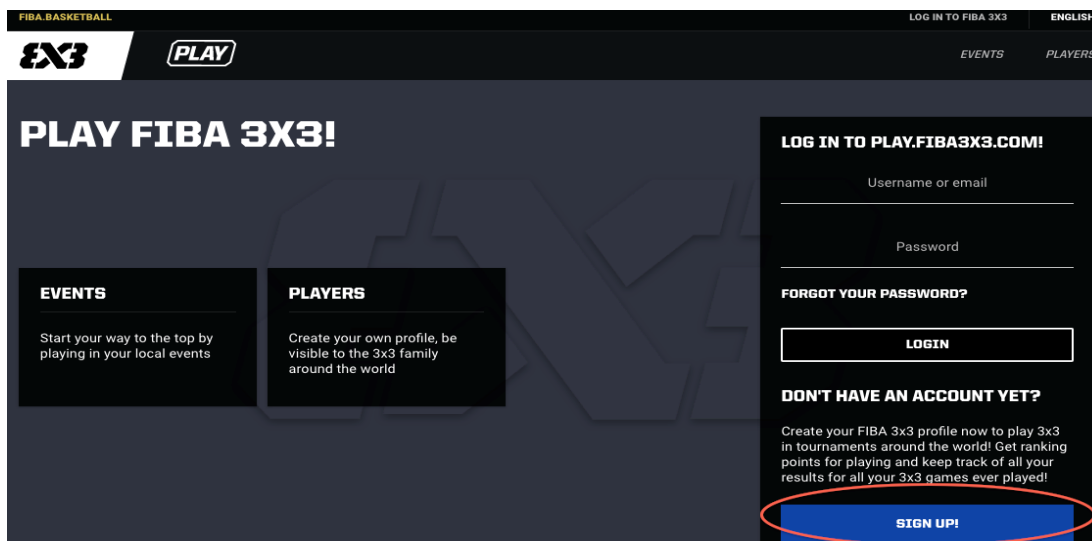 FIBA.BASKETBALL
LOG IN TO FIBA 3X3
ENGLISH
3X3
PLAY
EVENTS
PLAYERS
PLAY FIBA 3X3!
EVENTS
Start your way to the top by
playing in your local events
PLAYERS
Create your own profile, be
visible to the 3x3 family
around the world
LOG IN TO PLAY.FIBA3X3.COM!
Username or email
Password
FORGOT YOUR PASSWORD?
LOGIN
DON'T HAVE AN ACCOUNT YET?
Create your FIBA 3x3 profile now to play 3x3
in tournaments around the world! Get ranking
points for playing and keep track of all your
results for all your 3x3 games ever played!
SIGN UP!